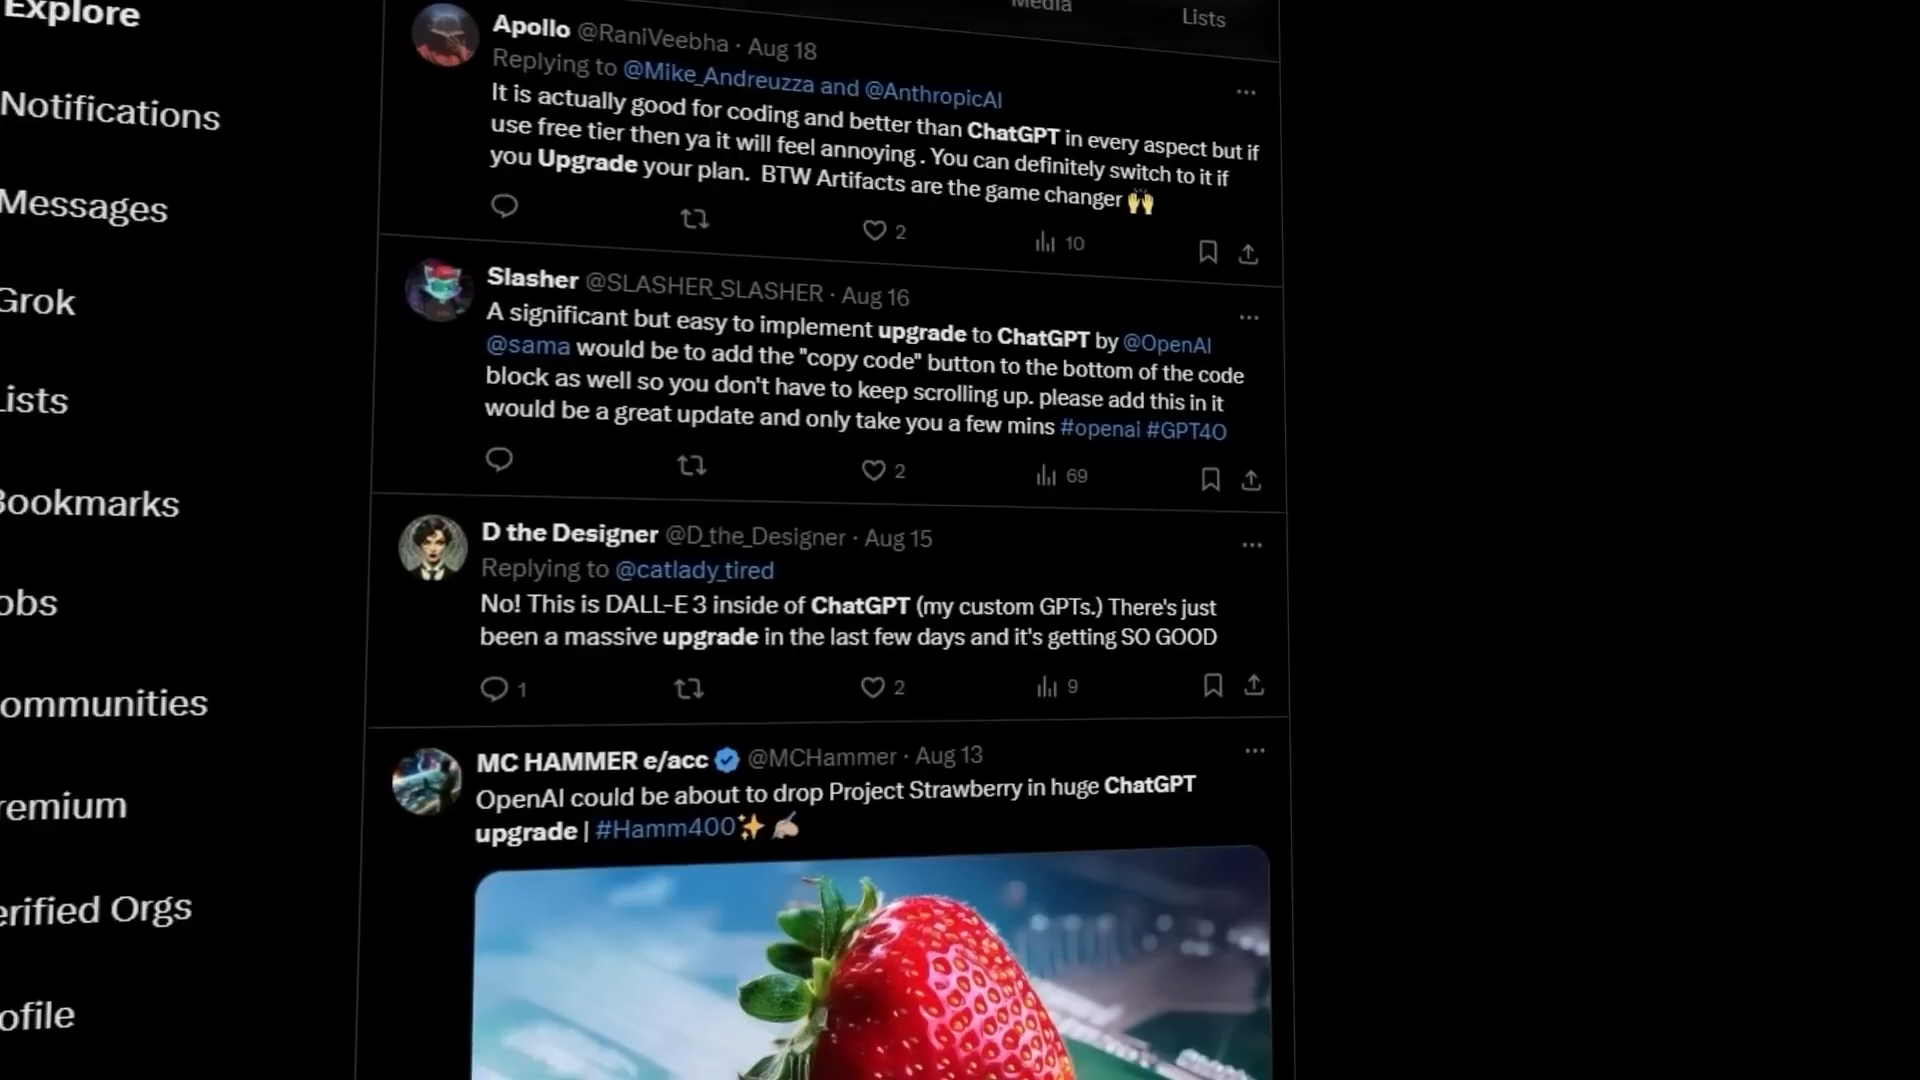 Explore
Notifications
Messages
Grok
Lists
Bookmarks
Jobs
Communities
Premium
Verified Orgs
Profile
Media
Lists
Apollo @RaniVeebha · Aug 18
Replying to @Mike_Andreuzza and @AnthropicAI
It is actually good for coding and better than ChatGPT in every aspect but if
use free tier then ya it will feel annoying . You can definitely switch to it if
you Upgrade your plan. BTW Artifacts are the game changer 🙌
2
10
Slasher @SLASHER_SLASHER · Aug 16
A significant but easy to implement upgrade to ChatGPT by @OpenAI
@sama would be to add the "copy code" button to the bottom of the code
block as well so you don't have to keep scrolling up. please add this in it
would be a great update and only take you a few mins #openai #GPT4O
2
69
D the Designer @D_the_Designer · Aug 15
Replying to @catlady_tired
No! This is DALL-E 3 inside of ChatGPT (my custom GPTs.) There's just
been a massive upgrade in the last few days and it's getting SO GOOD
1
2
9
MC HAMMER e/acc @MCHammer · Aug 13
OpenAI could be about to drop Project Strawberry in huge ChatGPT
upgrade | #Hamm400✨ ✍🏼